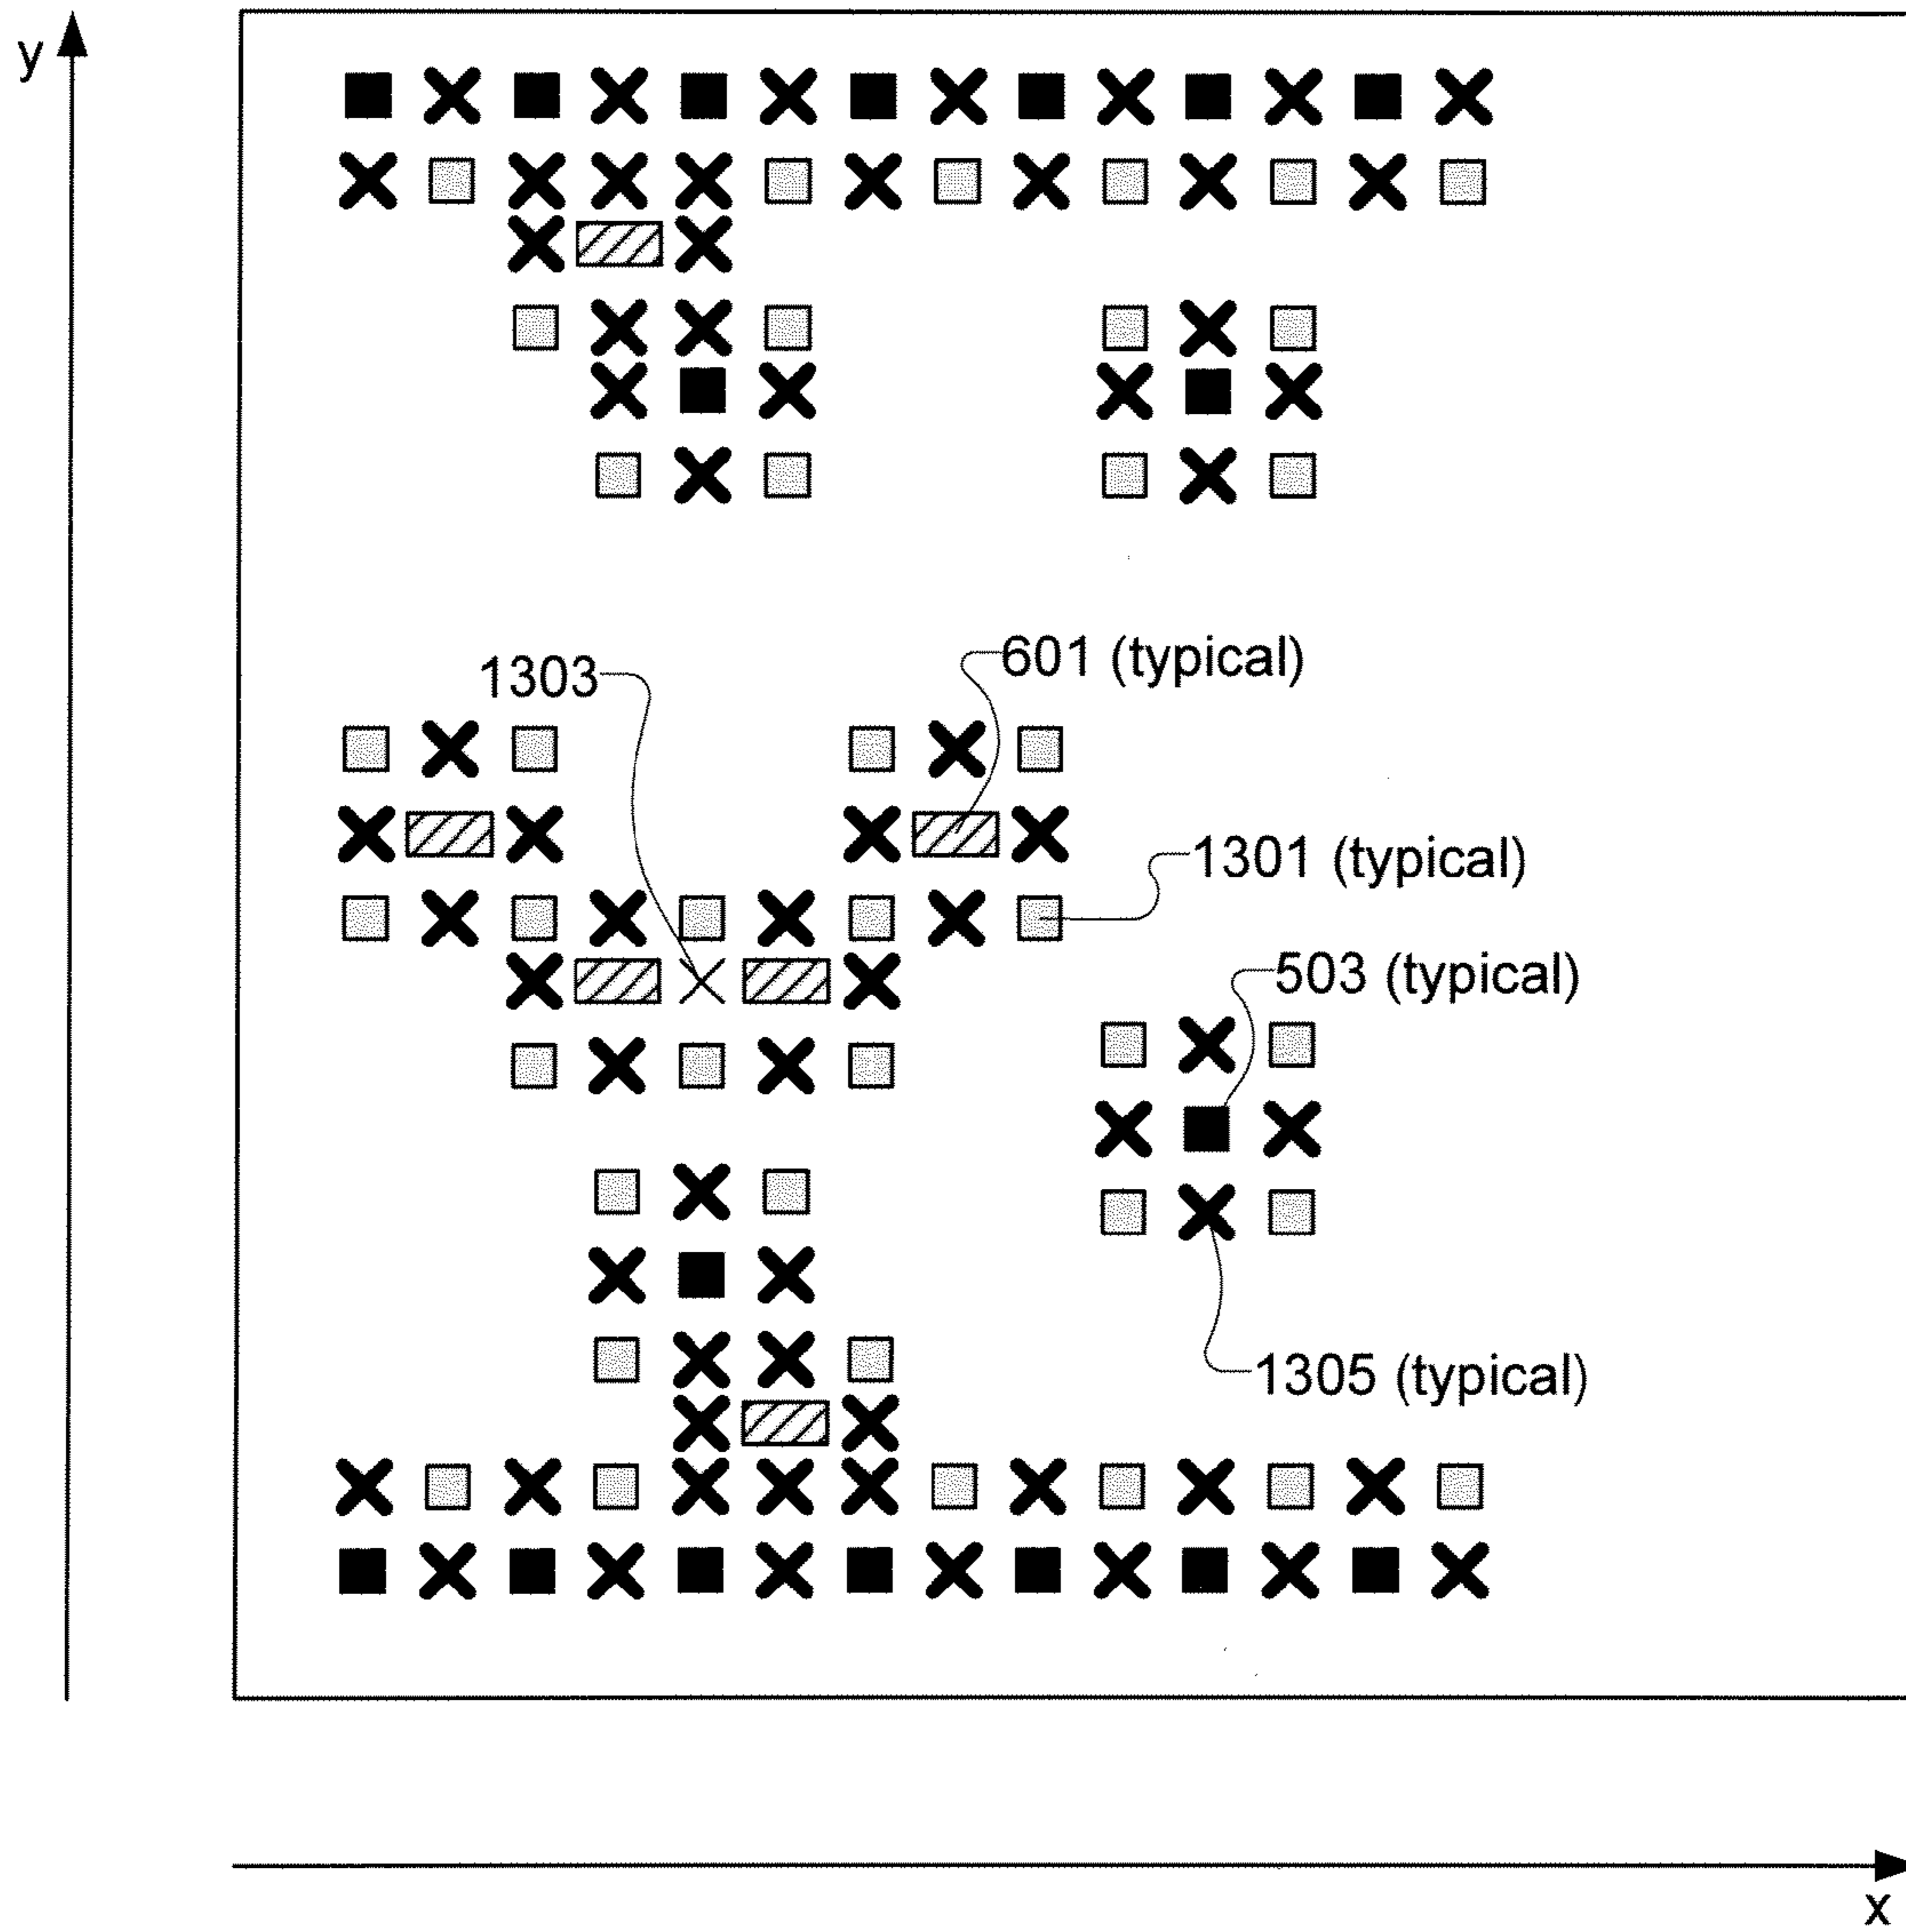 y
601 (typical)
1303
1301 (typical)
503 (typical)
1305 (typical)
x